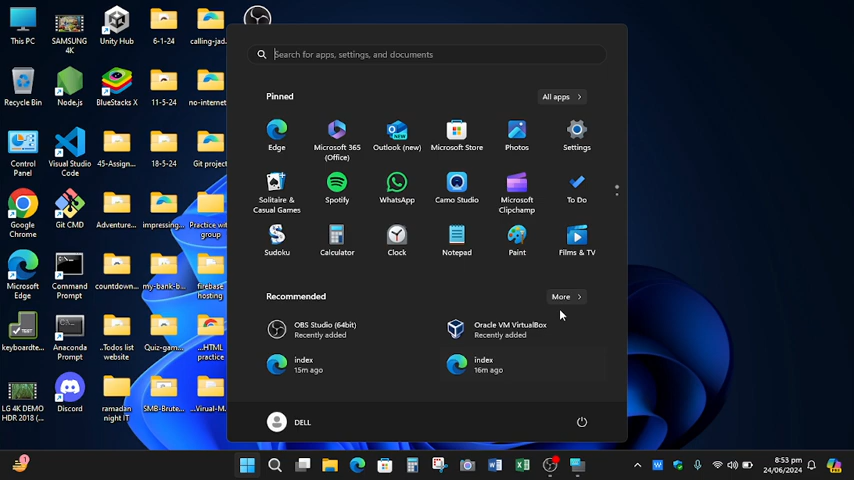 This PC
SAMSUNG 4K
Unity Hub
6-1-24
calling-jad...
Recycle Bin
Node.js
BlueStacks X
11-5-24
no-internet...
Control Panel
Visual Studio Code
45-Assign...
18-5-24
Git project
Google Chrome
Git CMD
Adventure...
impressing...
Practice w... group
Microsoft Edge
Command Prompt
countdown...
my-bank-b...
firebase hosting
keyboardte...
Anaconda Prompt
..Todos list website
Quiz-gam...
...HTML practice
LG 4K DEMO HDR 2018 (...
Discord
ramadan night IT
SMB-Brute...
..Virual-M...
Search for apps, settings, and documents
Pinned
All apps >
Edge
Microsoft 365 (Office)
Outlook (new)
Microsoft Store
Photos
Settings
Solitaire & Casual Games
Spotify
WhatsApp
Camo Studio
Microsoft Clipchamp
To Do
Sudoku
Calculator
Clock
Notepad
Paint
Films & TV
Recommended
More >
OBS Studio (64bit)
Recently added
Oracle VM VirtualBox
Recently added
index
15m ago
index
16m ago
DELL
8:53 pm
24/06/2024